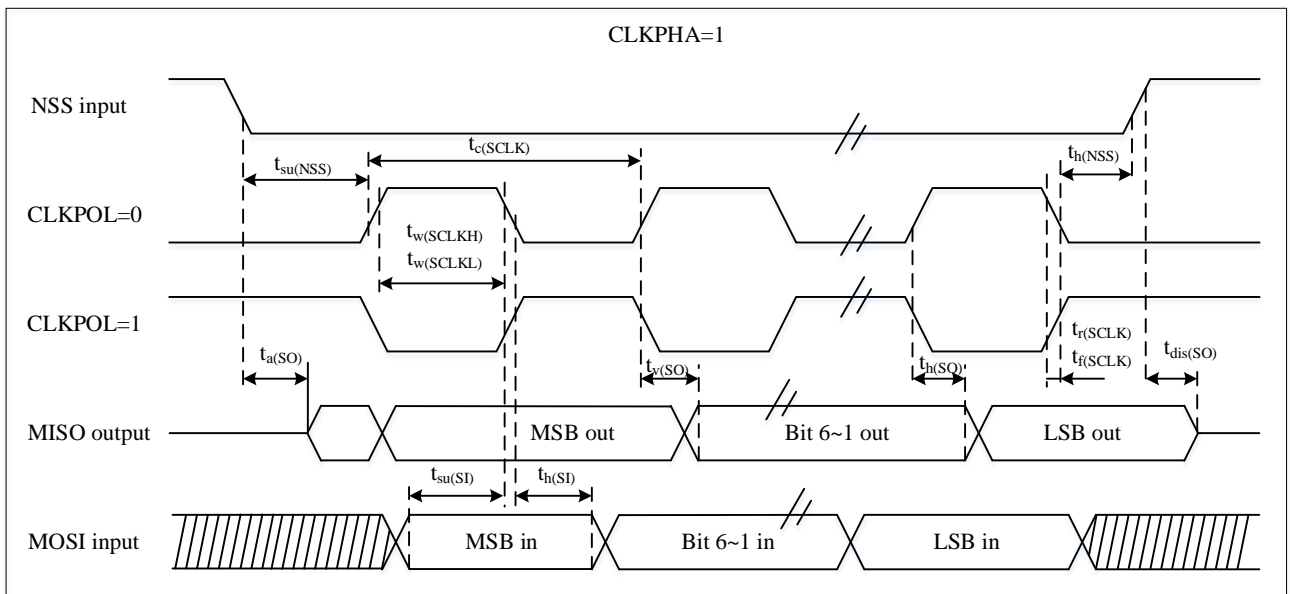 CLKPHA=1
NSS input
tc(SCLK)
tsu(NSS)
th(NSS)
CLKPOL=0
tw(SCLKH)
tw(SCLKL)
CLKPOL=1
tr(SCLK)
tf(SCLK)
ta(SO)
tv(SO)
th(SO)
tdis(SO)
MISO output
MSB out
Bit 6~1 out
LSB out
tsu(SI)
th(SI)
MOSI input
MSB in
Bit 6~1 in
LSB in